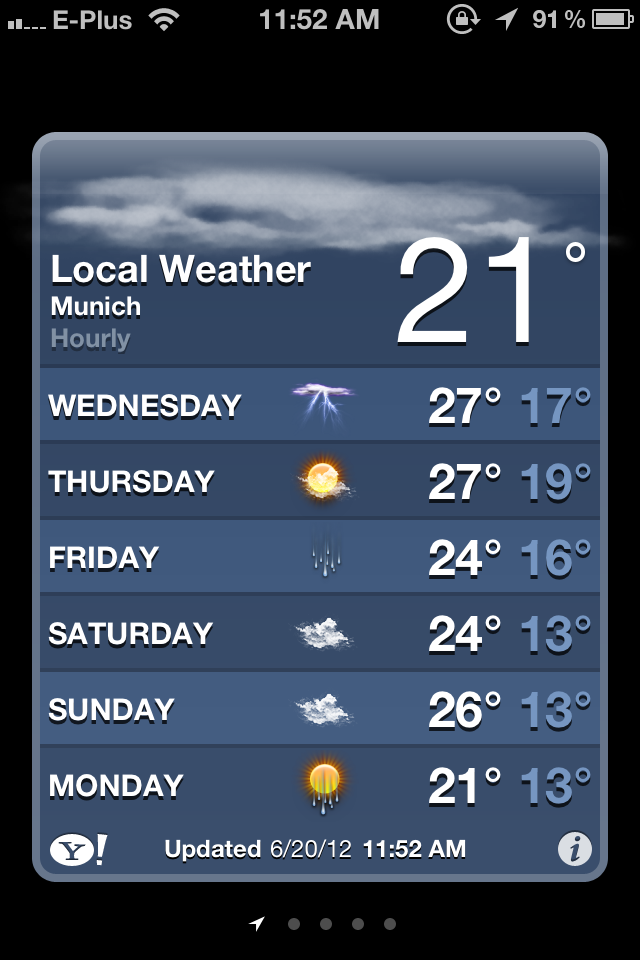 E-Plus 11:52 AM 91 %
Local Weather
21°
Munich
Hourly
WEDNESDAY 27° 17°
THURSDAY 27° 19°
FRIDAY 24° 16°
SATURDAY 24° 13°
SUNDAY 26° 13°
MONDAY 21° 13°
Y! Updated 6/20/12 11:52 AM i